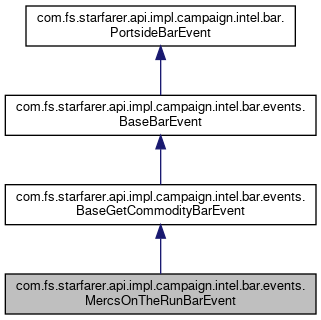 com.fs.starfarer.api.impl.campaign.intel.bar.
PortsideBarEvent
com.fs.starfarer.api.impl.campaign.intel.bar.events.
BaseBarEvent
com.fs.starfarer.api.impl.campaign.intel.bar.events.
BaseGetCommodityBarEvent
com.fs.starfarer.api.impl.campaign.intel.bar.events.
MercsOnTheRunBarEvent